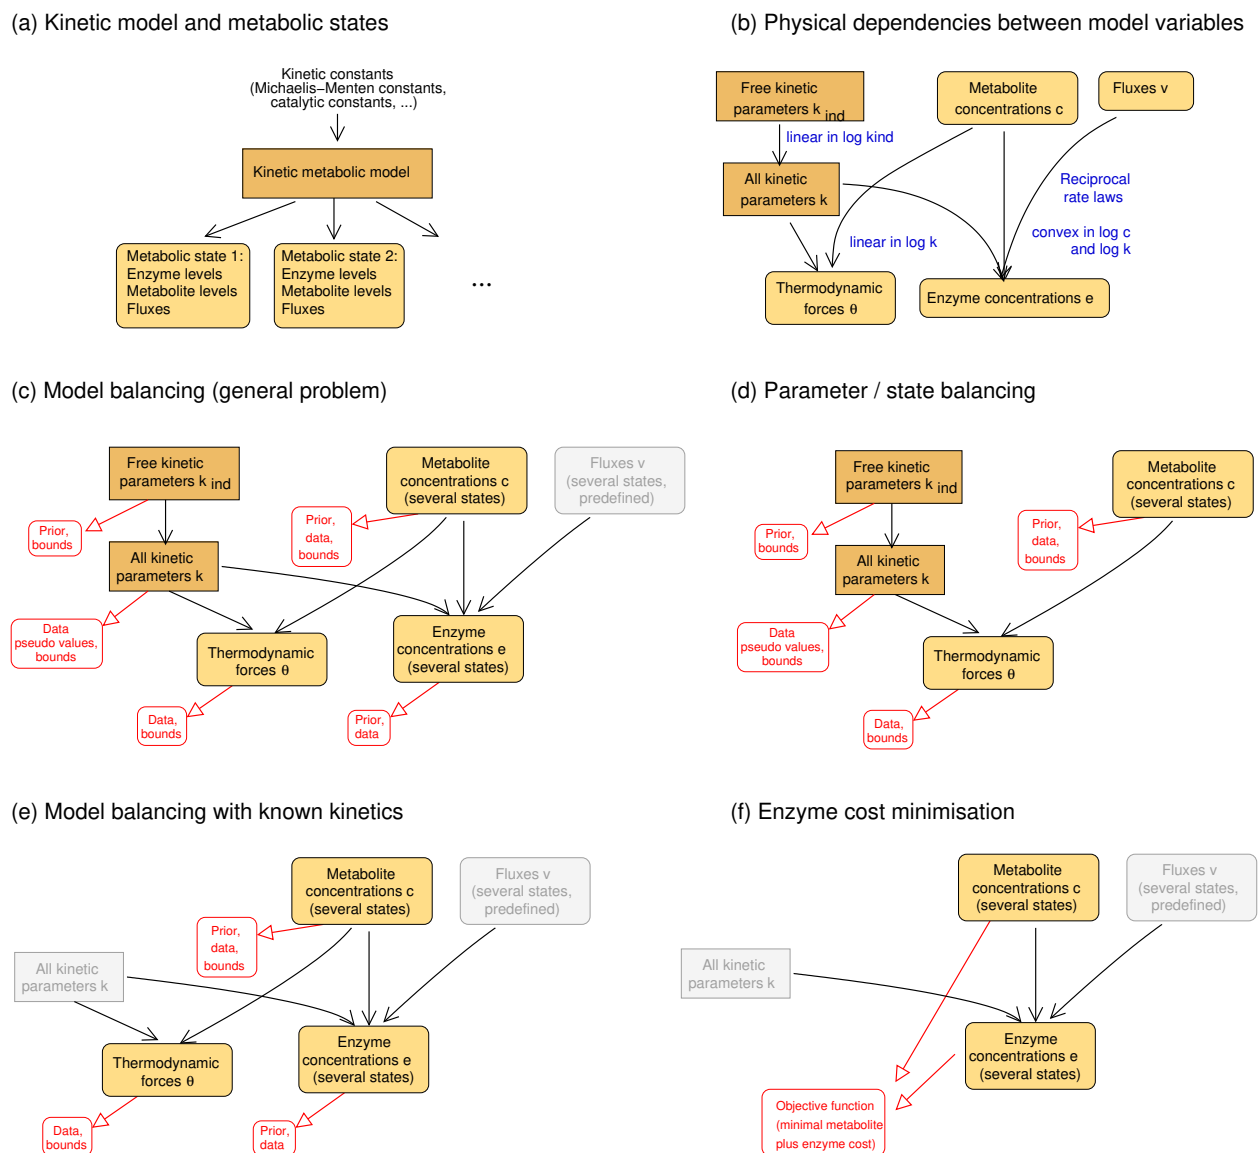 (a) Kinetic model and metabolic states
Kinetic constants
(Michaelis−Menten constants,
catalytic constants, ...)
Kinetic metabolic model
Metabolic state 1:
Enzyme levels
Metabolite levels
Fluxes
Metabolic state 2:
Enzyme levels
Metabolite levels
Fluxes
...
(b) Physical dependencies between model variables
Free kinetic
parameters k ind
Metabolite
concentrations c
Fluxes v
linear in log kind
All kinetic
parameters k
Reciprocal
rate laws
linear in log k
convex in log c
and log k
Thermodynamic
forces θ
Enzyme concentrations e
(c) Model balancing (general problem)
Free kinetic
parameters k ind
Metabolite
concentrations c
(several states)
Fluxes v
(several states,
predefined)
Prior,
bounds
Prior,
data,
bounds
All kinetic
parameters k
Data
pseudo values,
bounds
Thermodynamic
forces θ
Enzyme
concentrations e
(several states)
Data,
bounds
Prior,
data
(d) Parameter / state balancing
Free kinetic
parameters k ind
Metabolite
concentrations c
(several states)
Prior,
bounds
Prior,
data,
bounds
All kinetic
parameters k
Data
pseudo values,
bounds
Thermodynamic
forces θ
Data,
bounds
(e) Model balancing with known kinetics
Metabolite
concentrations c
(several states)
Fluxes v
(several states,
predefined)
Prior,
data,
bounds
All kinetic
parameters k
Thermodynamic
forces θ
Enzyme
concentrations e
(several states)
Data,
bounds
Prior,
data
(f) Enzyme cost minimisation
Metabolite
concentrations c
(several states)
Fluxes v
(several states,
predefined)
All kinetic
parameters k
Enzyme
concentrations e
(several states)
Objective function
(minimal metabolite
plus enzyme cost)